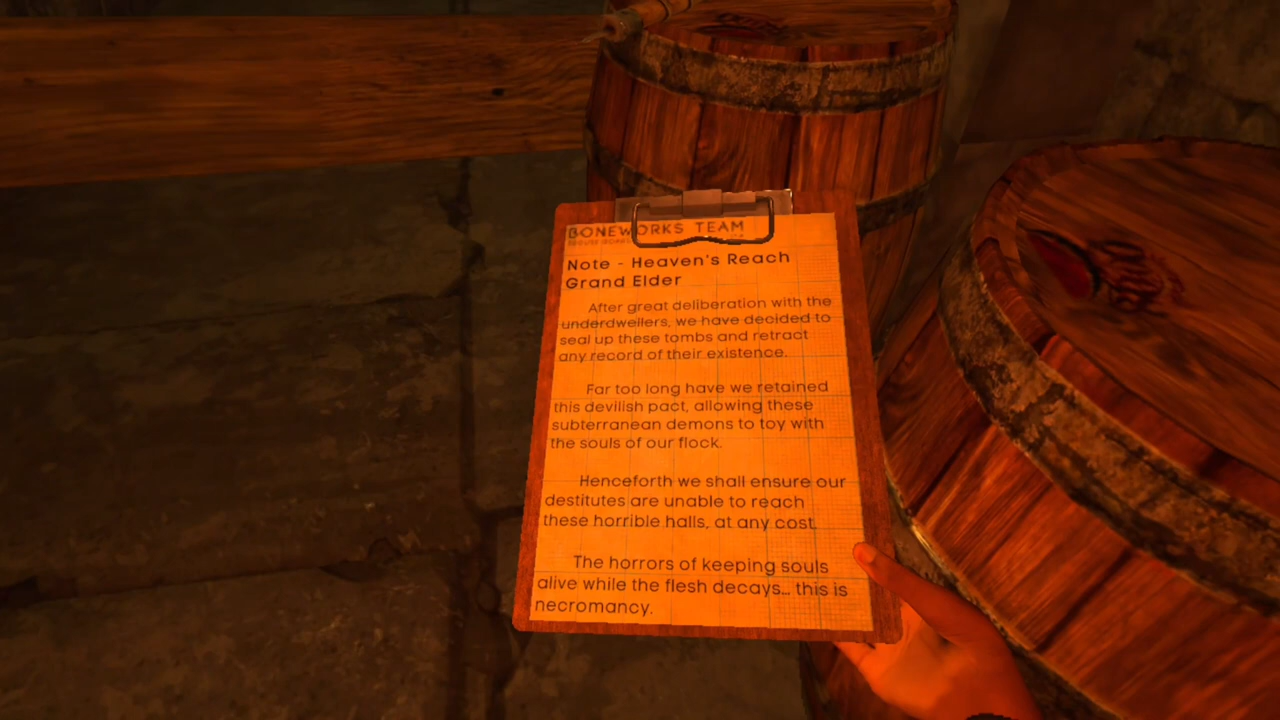 BONEWORKS TEAM
Note - Heaven's Reach
Grand Elder
After great deliberation with the
underdwellers, we have decided to
seal up these tombs and retract
any record of their existence.
Far too long have we retained
this devilish pact, allowing these
subterranean demons to toy with
the souls of our flock.
Henceforth we shall ensure our
destitutes are unable to reach
these horrible halls, at any cost.
The horrors of keeping souls
alive while the flesh decays... this is
necromancy.